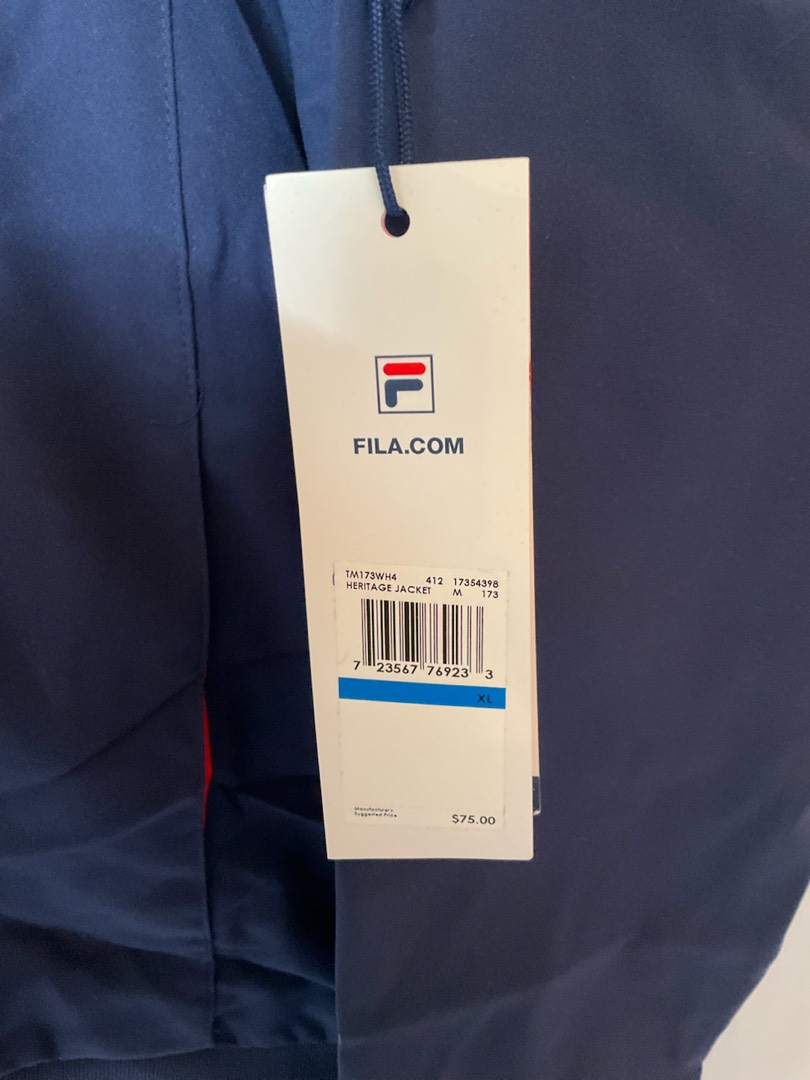 FILA.COM
TM173WH4 412 17354398
HERITAGE JACKET M 173
7 23567 76923 3
XL
Manufacturer's
Suggested Price
$75.00